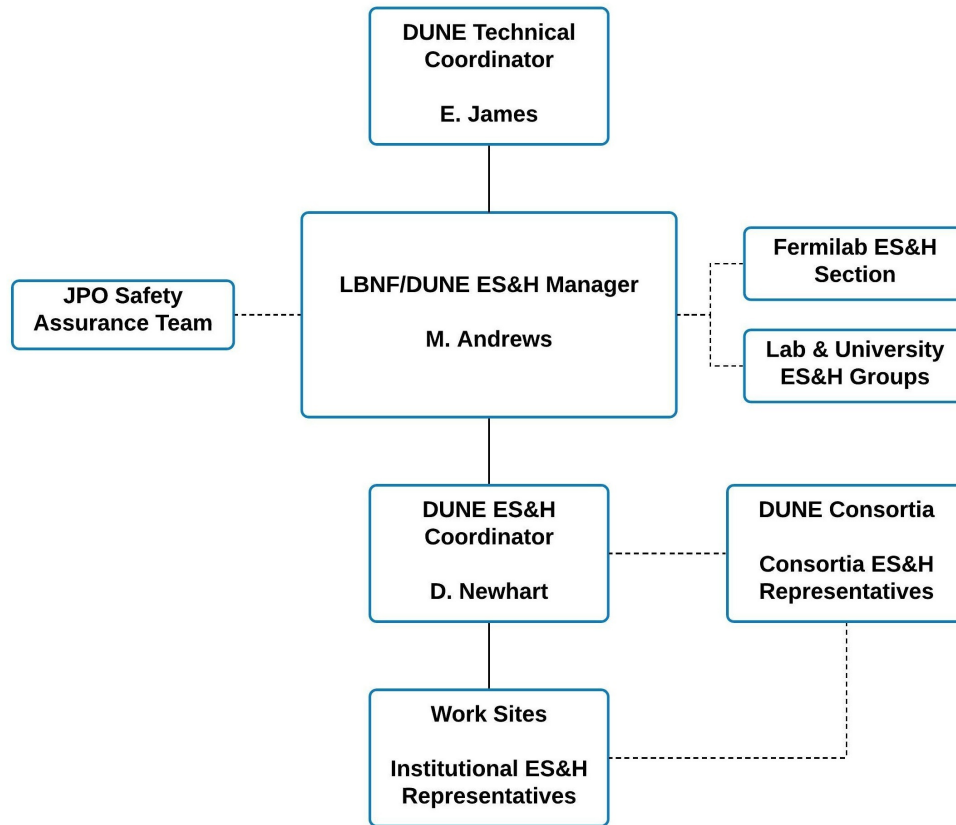 DUNE Technical
Coordinator
E. James
LBNF/DUNE ES&H Manager
M. Andrews
JPO Safety
Assurance Team
Fermilab ES&H
Section
Lab & University
ES&H Groups
DUNE ES&H
Coordinator
D. Newhart
DUNE Consortia
Consortia ES&H
Representatives
Work Sites
Institutional ES&H
Representatives